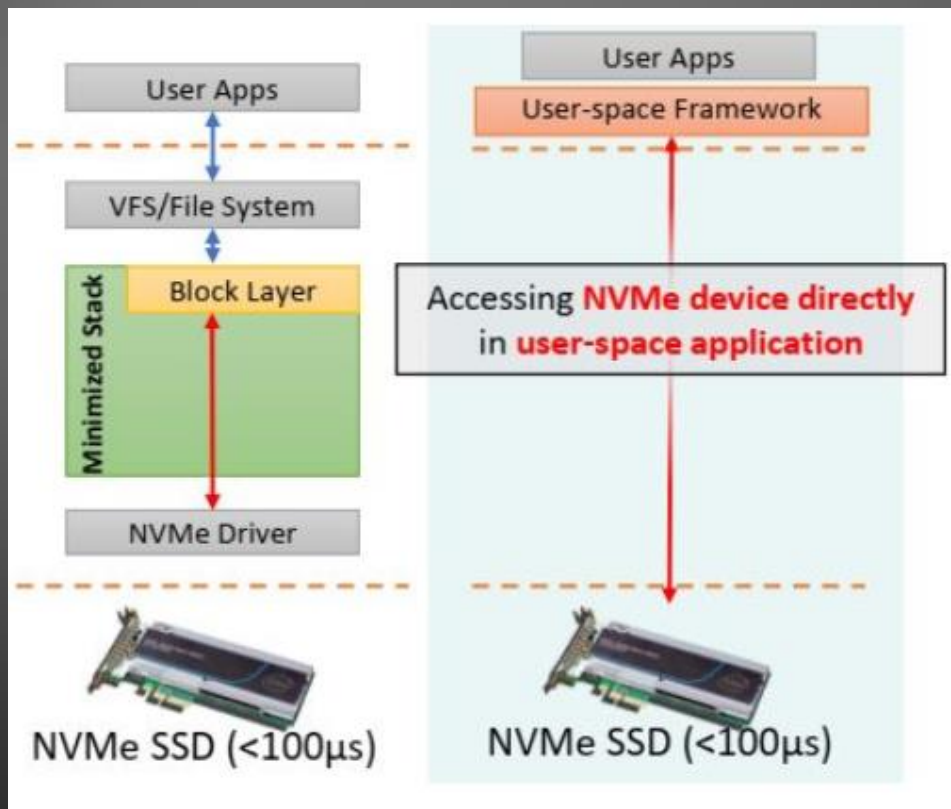 User Apps
VFS/File System
Block Layer
Minimized Stack
NVMe Driver
NVMe SSD (<100µs)
User Apps
User-space Framework
Accessing NVMe device directly
in user-space application
NVMe SSD (<100µs)